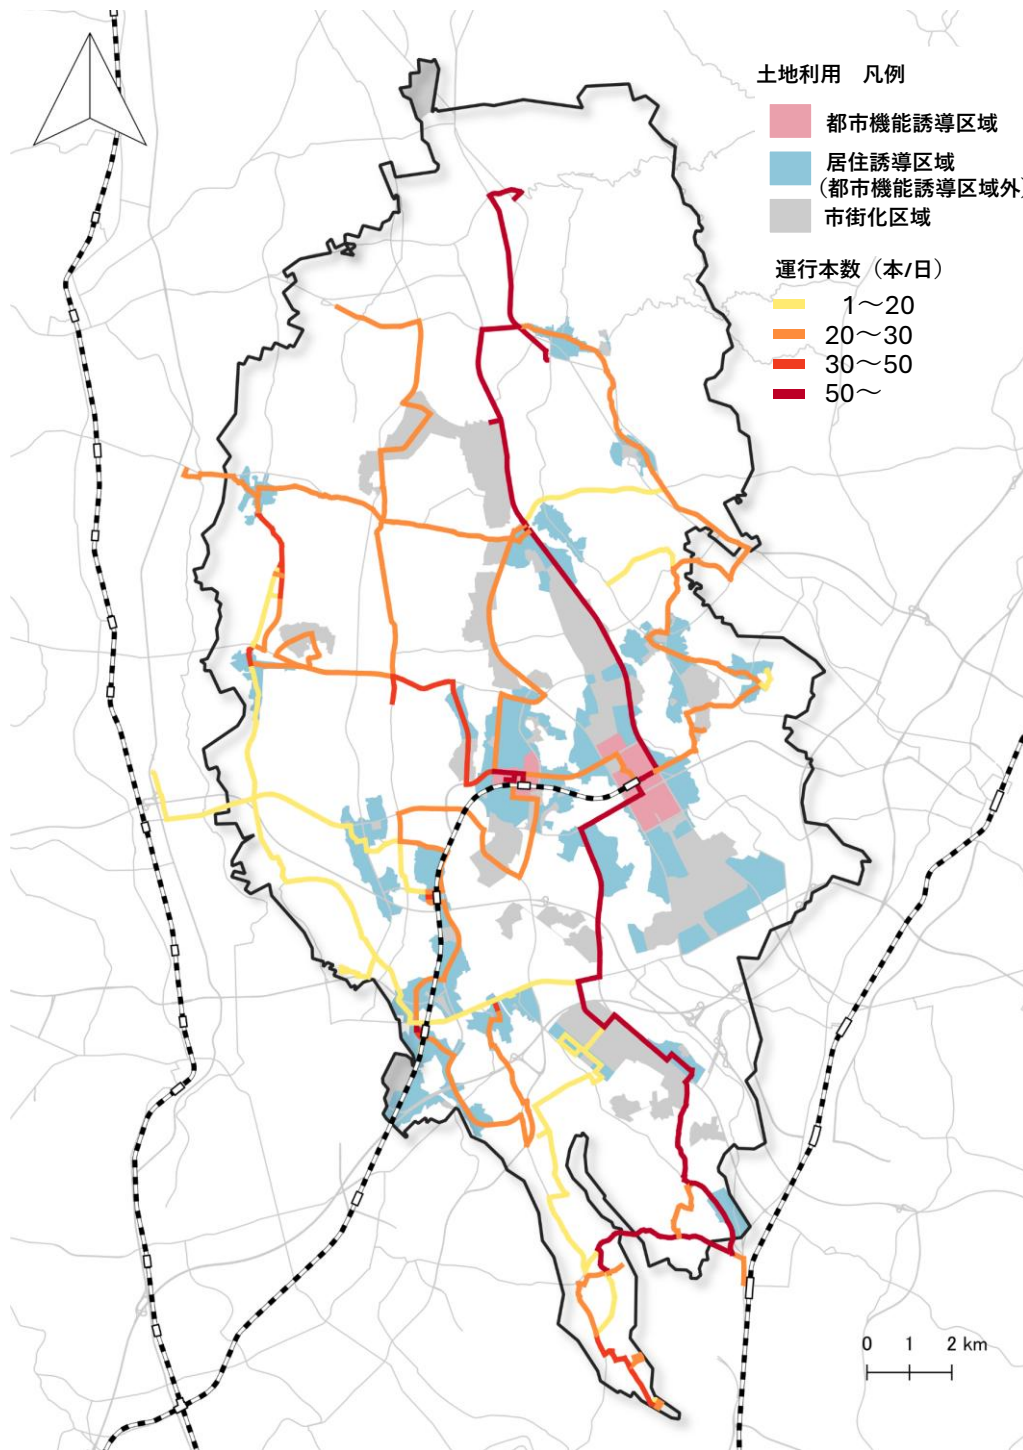 土地利用　凡例
都市機能誘導区域
居住誘導区域
（都市機能誘導区域外）
市街化区域
運行本数（本/日）
1～20
20～30
30～50
50～
0 1 2 km